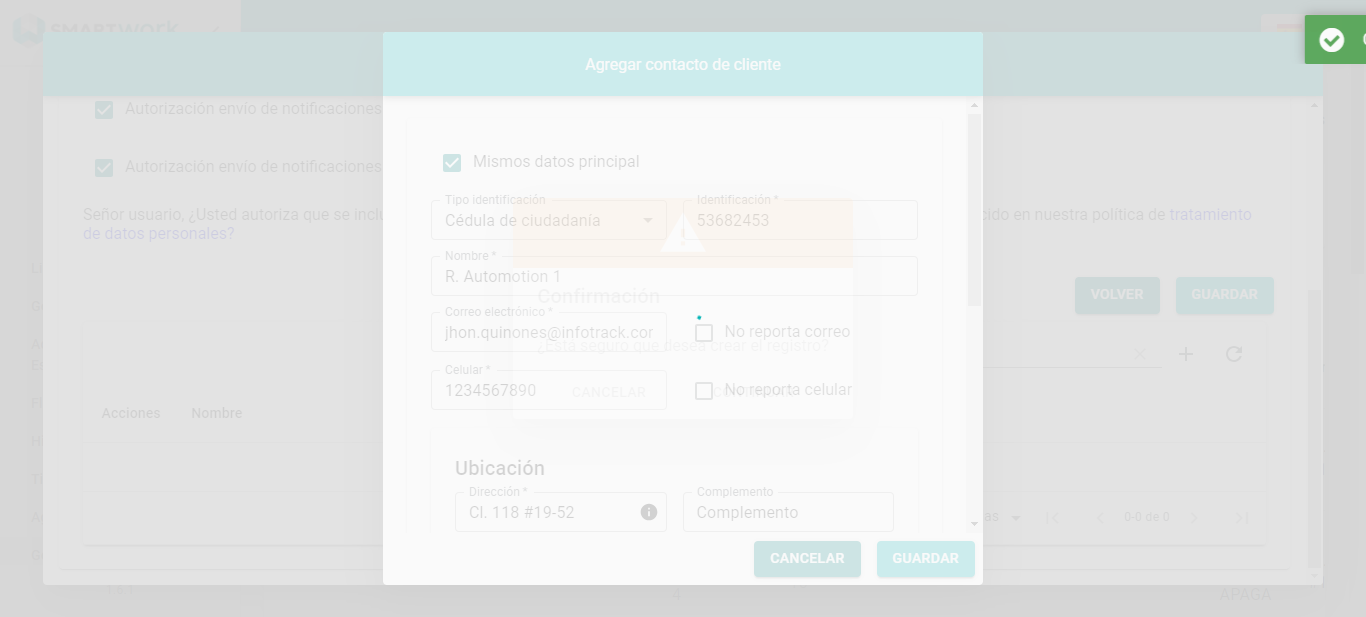 SMARTWORK
Agregar contacto de cliente
Autorización envío de notificaciones
Autorización envío de notificaciones
Mismos datos principal
Señor usuario, ¿Usted autoriza que se
en nuestra política de tratamiento
de datos personales?
Tipo identificación
Cédula de ciudadanía
Identificación *
53682453
Nombre *
R. Automotion 1
Confirmación
VOLVER
GUARDAR
Correo electrónico *
jhon.quinones@infotrack.cor
No reporta correo
¿Está seguro que desea crear el registro?
Celular *
1234567890
No reporta celular
CANCELAR
Acciones
Nombre
Ubicación
Dirección *
Cl. 118 #19-52
Complemento
Complemento
0-0 de 0
CANCELAR
GUARDAR
4
APAGA